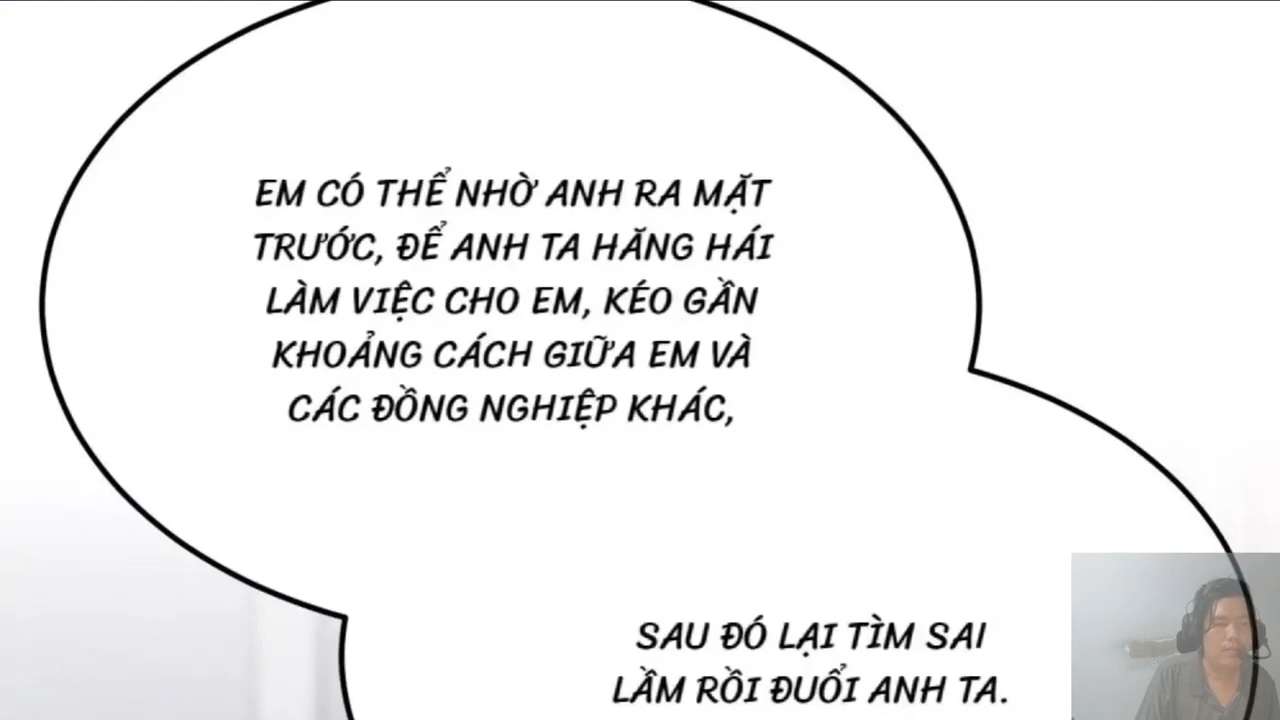 EM CÓ THỂ NHỜ ANH RA MẶT
TRƯỚC, ĐỂ ANH TA HĂNG HÁI
LÀM VIỆC CHO EM, KÉO GẦN
KHOẢNG CÁCH GIỮA EM VÀ
CÁC ĐỒNG NGHIỆP KHÁC,
SAU ĐÓ LẠI TÌM SAI
LẦM RỒI ĐUỔI ANH TA.